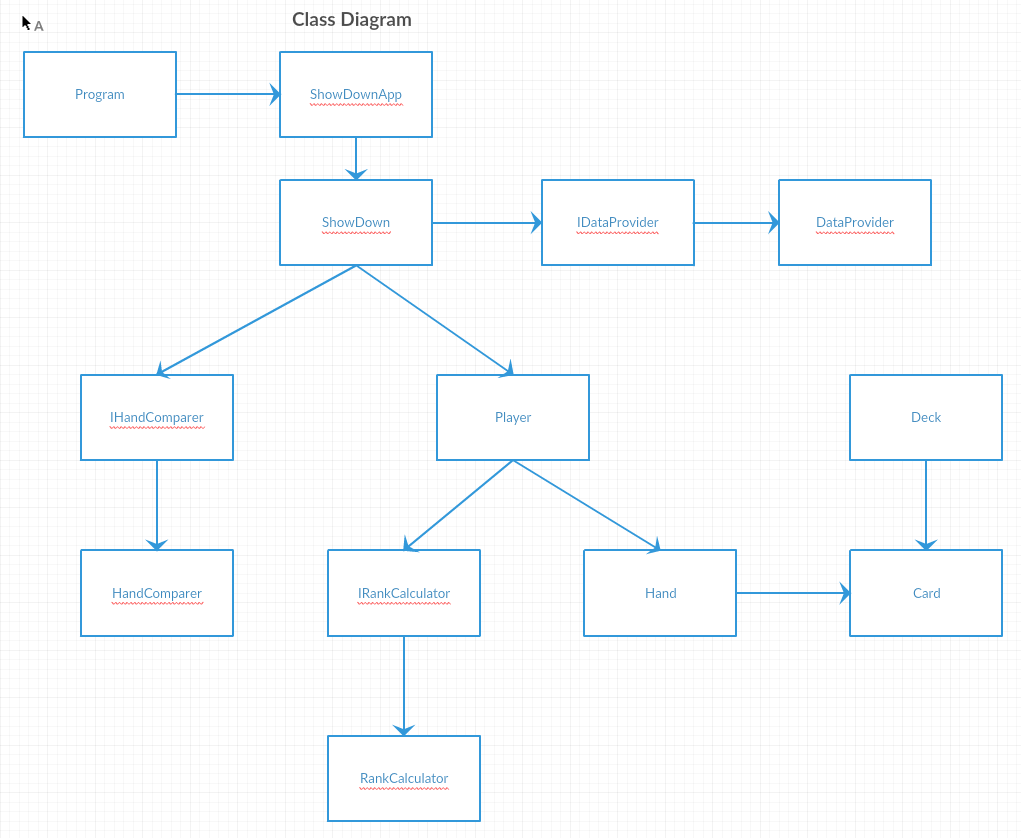 A
Class Diagram
Program
ShowDownApp
ShowDown
IDataProvider
DataProvider
IHandComparer
Player
Deck
HandComparer
IRankCalculator
Hand
Card
RankCalculator